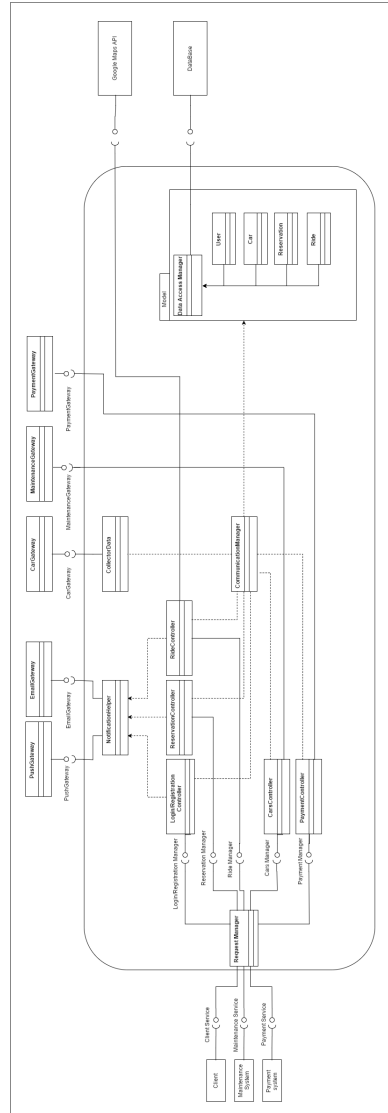 Google Maps API
DataBase
User
Car
Reservation
Ride
Model
Data Access Manager
PaymentGateway
PaymentGateway
MaintenanceGateway
MaintenanceGateway
CarGateway
CarGateway
CollectorData
CommunicationManager
EmailGateway
EmailGateway
PushGateway
PushGateway
NotificationHelper
RideController
ReservationController
Login/Registration
Controller
CarsController
PaymentController
Login/Registration Manager
Reservation Manager
Ride Manager
Cars Manager
Payment Manager
Request Manager
Client Service
Maintenance Service
Payment Service
Client
Maintenance
System
Payment
system